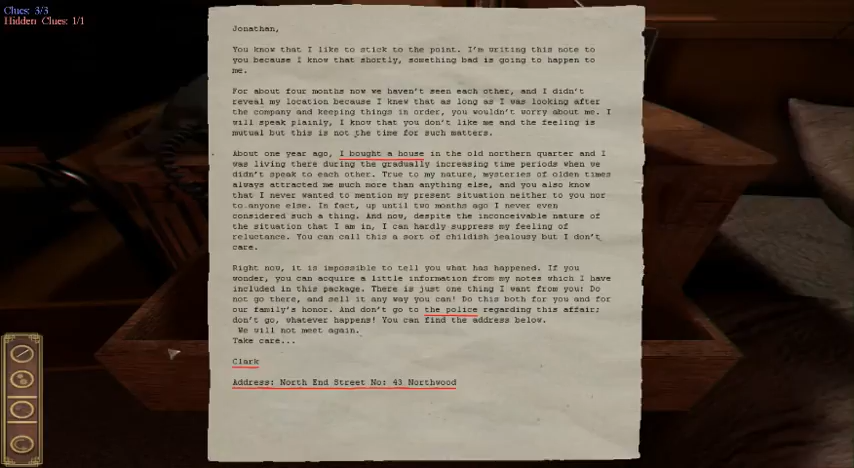 Clues: 3/3
Hidden Clues: 1/1
Jonathan,
You know that I like to stick to the point. I'm writing this note to
you because I know that shortly, something bad is going to happen to
me.
For about four months now we haven't seen each other, and I didn't
reveal my location because I knew that as long as I was looking after
the company and keeping things in order, you wouldn't worry about me. I
will speak plainly, I know that you don't like me and the feeling is
mutual but this is not the time for such matters.
About one year ago, I bought a house in the old northern quarter and I
was living there during the gradually increasing time periods when we
didn't speak to each other. True to my nature, mysteries of olden times
always attracted me much more than anything else, and you also know
that I never wanted to mention my present situation neither to you nor
to anyone else. In fact, up until two months ago I never even
considered such a thing. And now, despite the inconceivable nature of
the situation that I am in, I can hardly suppress my feeling of
reluctance. You can call this a sort of childish jealousy but I don't
care.
Right now, it is impossible to tell you what has happened. If you
wonder, you can acquire a little information from my notes which I have
included in this package. There is just one thing I want from you: Do
not go there, and sell it any way you can! Do this both for you and for
our family's honor. And don't go to the police regarding this affair;
don't go, whatever happens! You can find the address below.
We will not meet again.
Take care...
Clark
Address: North End Street No: 43 Northwood